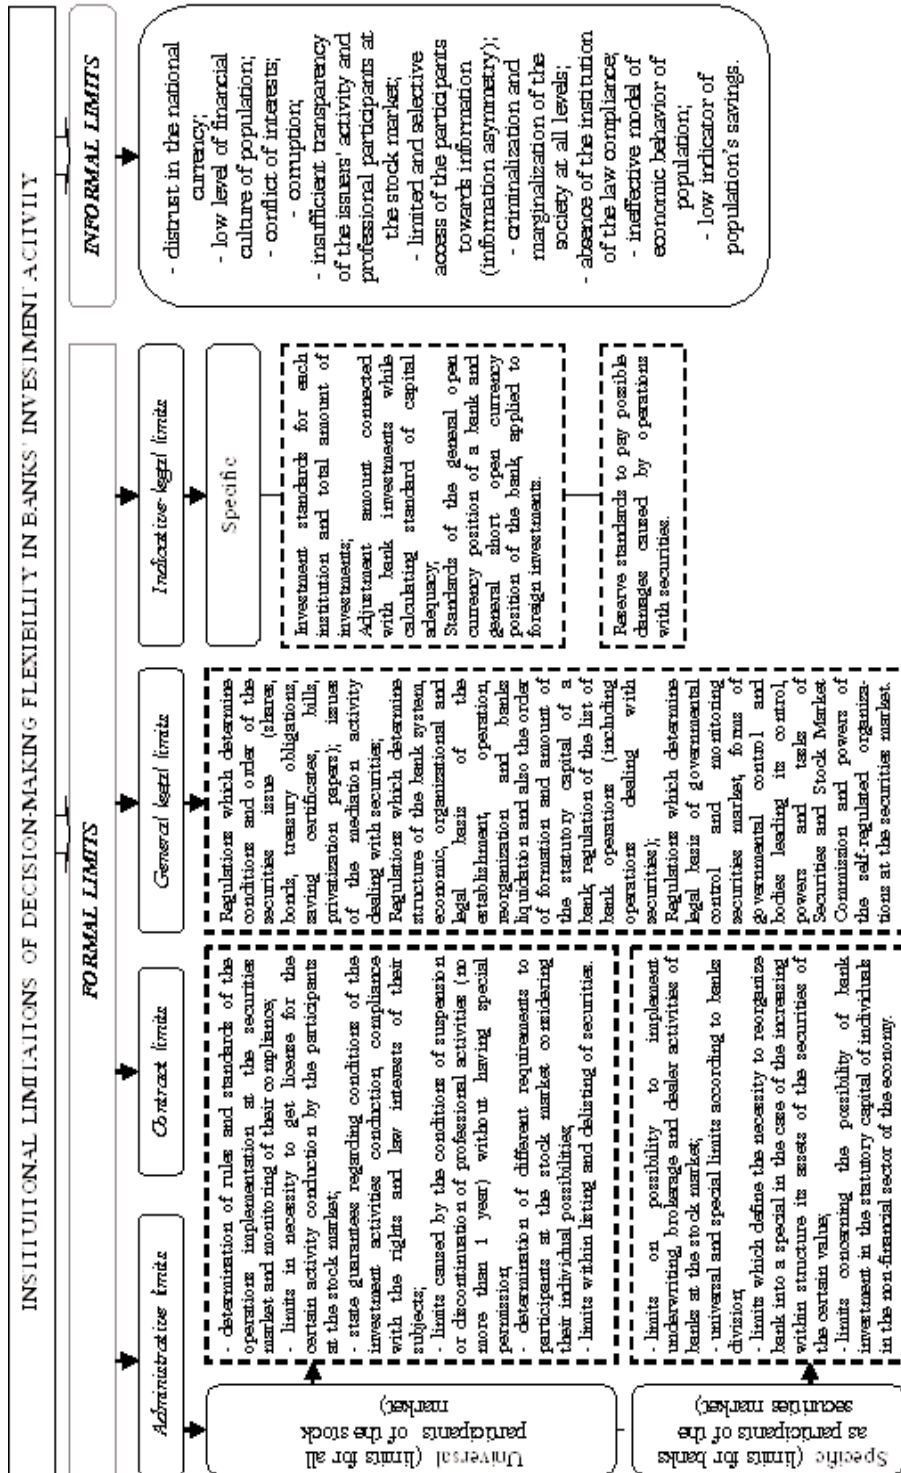 INSTITUTIONAL LIMITATIONS OF DECISION-MAKING FLEXIBILITY IN BANKS' INVESTMENT ACTIVITY
FORMAL LIMITS
INFORMAL LIMITS
Administrative limits
Contract limits
General legal limits
Indicative-legal limits
Universal (limits for all
participants of the stock
market)
- determination of rules and standards of the
operations implementation at the securities
market and monitoring of their compliance;
- limits in necessity to get license for the
certain activity conduction by the participants
at the stock market;
- state guarantees regarding conditions of the
investment activities conduction, compliance
with the rights and law interests of their
subjects;
- limits caused by the conditions of suspension
or discontinuation of professional activities (no
more than 1 year) without having special
permission;
- determination of different requirements to
participants at the stock market considering
their individual possibilities;
- limits within listing and delisting of securities.
Specific (limits for banks
as participants of the
securities market)
- limits on possibility to implement
underwriting, brokerage and dealer activities of
banks at the stock market;
- universal and special limits according to banks
division;
- limits which define the necessity to reorganize
bank into a special in the case of the increasing
within structure its assets of the securities of
the certain value;
- limits concerning the possibility of bank
investment in the statutory capital of individuals
in the non-financial sector of the economy.
Regulations which determine
conditions and order of the
securities issue (shares,
bonds, treasury obligations,
saving certificates, bills,
privatization papers); issues
of the mediation activity
dealing with securities;
Regulations which determine
structure of the bank system,
economic, organizational and
legal basis of the
establishment, operation,
reorganization and banks
liquidation and also the order
of formation and amount of
the statutory capital of a
bank, regulation of the list of
bank operations (including
operations dealing with
securities);
Regulations which determine
legal basis of governmental
control and monitoring
securities market, forms of
governmental control and
bodies leading its control,
powers and tasks of
Securities and Stock Market
Commission and powers of
the self-regulated organiza-
tions at the securities market.
Specific
Investment standards for each
institution and total amount of
investments;
Adjustment amount connected
with bank investments while
calculating standard of capital
adequacy;
Standards of the general open
currency position of a bank and
general short open currency
position of the bank, applied to
foreign investments.
Reserve standards to pay possible
damages caused by operations
with securities.
- distrust in the national
currency;
- low level of financial
culture of population;
- conflict of interests;
- corruption;
- insufficient transparency
of the issuers' activity and
professional participants at
the stock market;
- limited and selective
access of the participants
towards information
(information asymmetry);
- criminalization and
marginalization of the
society at all levels;
- absence of the institution
of the law compliance;
- ineffective model of
economic behavior of
population;
- low indicator of
population's savings.